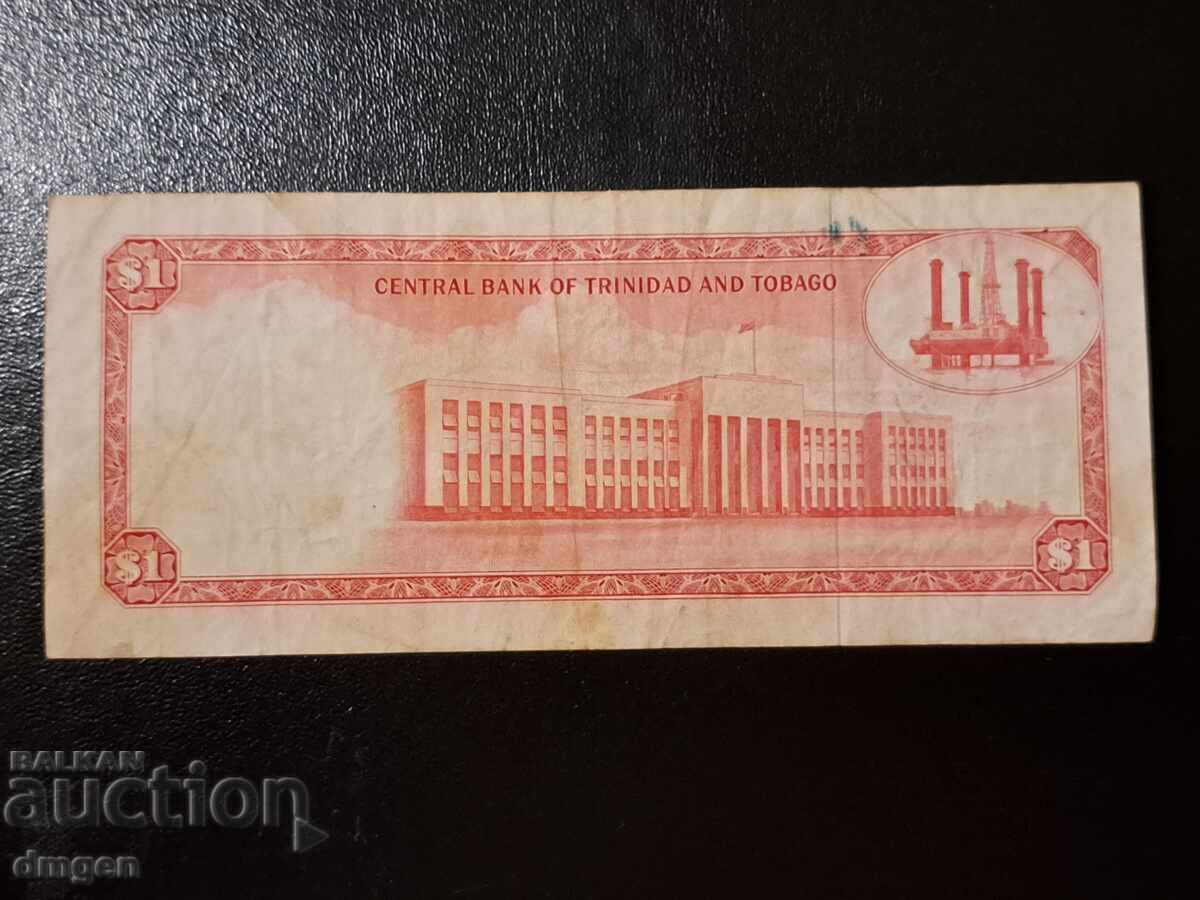 CENTRAL BANK OF TRINIDAD AND TOBAGO
$1
$1
$1
BALKAN
auction
dmgen